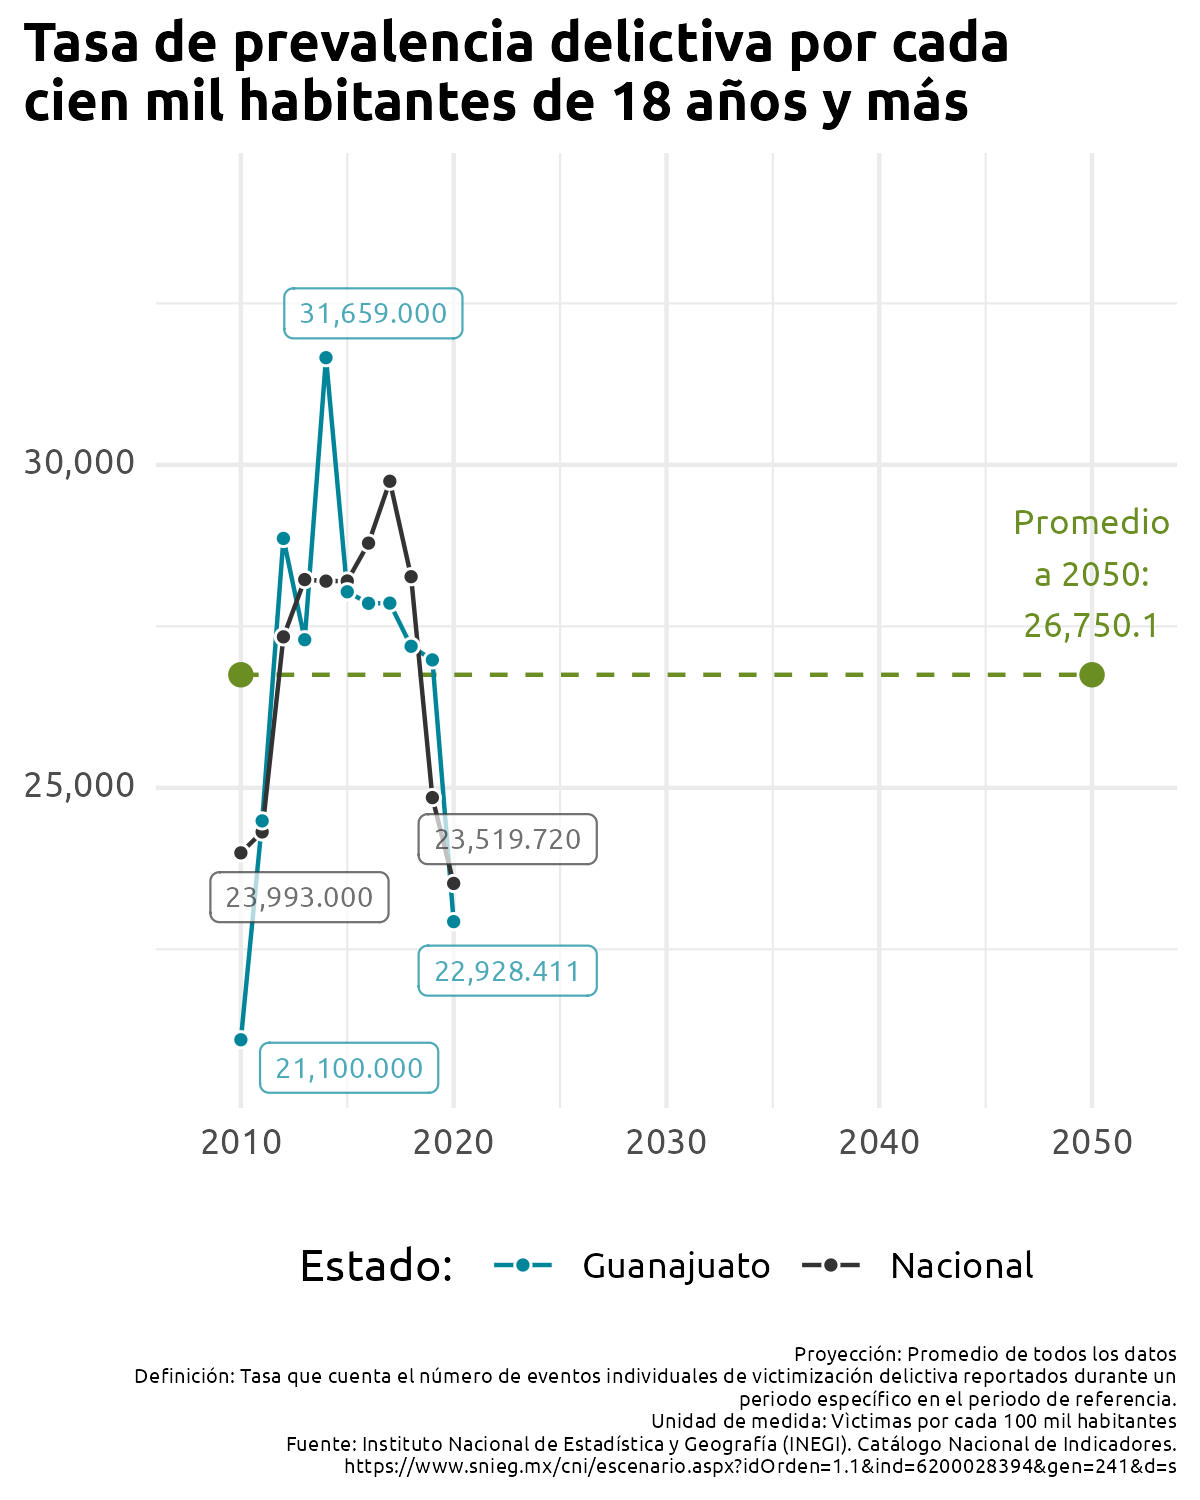 Tasa de prevalencia delictiva por cada
cien mil habitantes de 18 años y más
31,659.000
30,000
Promedio
a 2050:
26,750.1
25,000
23,519.720
23,993.000
22,928.411
21,100.000
2010 2020 2030 2040 2050
Estado: Guanajuato Nacional
Proyección: Promedio de todos los datos
Definición: Tasa que cuenta el número de eventos individuales de victimización delictiva reportados durante un
periodo específico en el periodo de referencia.
Unidad de medida: Vìctimas por cada 100 mil habitantes
Fuente: Instituto Nacional de Estadística y Geografía (INEGI). Catálogo Nacional de Indicadores.
https://www.snieg.mx/cni/escenario.aspx?idOrden=1.1&ind=6200028394&gen=241&d=s